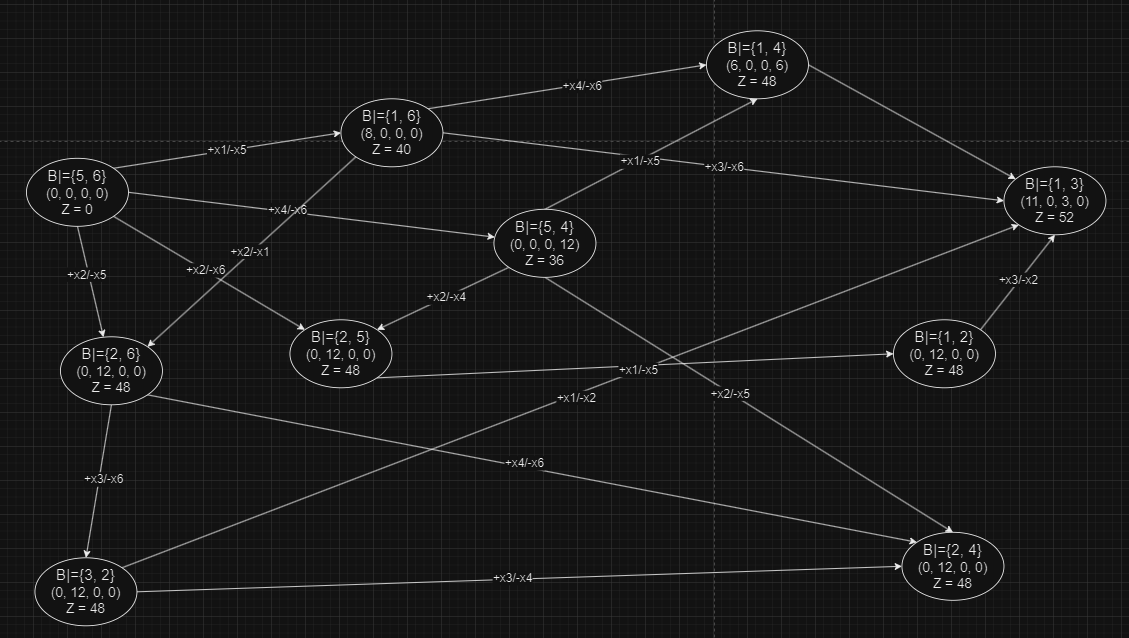 B|={1, 4}
(6, 0, 0, 6)
Z = 48
+x4/-x6
B|={1, 6}
(8, 0, 0, 0)
Z = 40
+x1/-x5
+x1/-x5
+x3/-x6
B|={5, 6}
(0, 0, 0, 0)
Z = 0
B|={1, 3}
(11, 0, 3, 0)
Z = 52
+x4/-x6
B|={5, 4}
(0, 0, 0, 12)
Z = 36
+x2/-x1
+x2/-x5
+x2/-x6
+x3/-x2
+x2/-x4
B|={2, 6}
(0, 12, 0, 0)
Z = 48
B|={2, 5}
(0, 12, 0, 0)
Z = 48
B|={1, 2}
(0, 12, 0, 0)
Z = 48
+x1/-x5
+x1/-x2
+x2/-x5
+x4/-x6
+x3/-x6
B|={3, 2}
(0, 12, 0, 0)
Z = 48
+x3/-x4
B|={2, 4}
(0, 12, 0, 0)
Z = 48